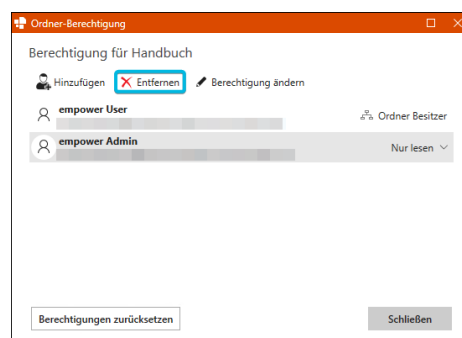 Ordner-Berechtigung
Berechtigung für Handbuch
Hinzufügen Entfernen Berechtigung ändern
empower User
Ordner Besitzer
empower Admin
Nur lesen
Berechtigungen zurücksetzen Schließen